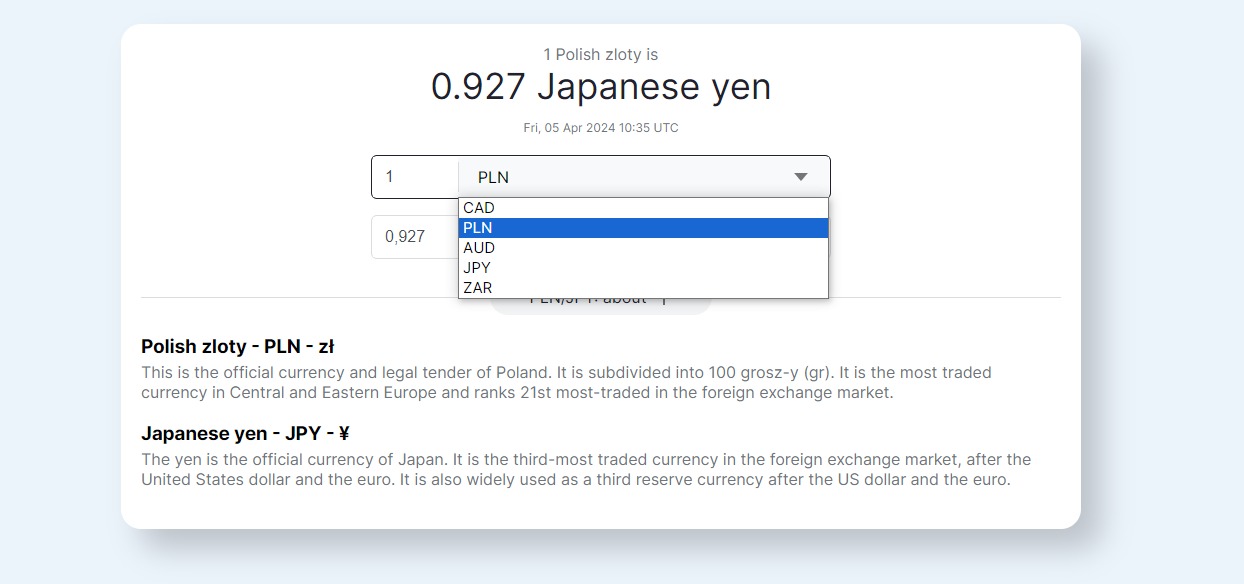 1 Polish zloty is
0.927 Japanese yen
Fri, 05 Apr 2024 10:35 UTC
1 PLN
CAD
PLN
0,927
AUD
JPY
ZAR
about
Polish zloty - PLN - zł
This is the official currency and legal tender of Poland. It is subdivided into 100 grosz-y (gr). It is the most traded
currency in Central and Eastern Europe and ranks 21st most-traded in the foreign exchange market.
Japanese yen - JPY - ¥
The yen is the official currency of Japan. It is the third-most traded currency in the foreign exchange market, after the
United States dollar and the euro. It is also widely used as a third reserve currency after the US dollar and the euro.